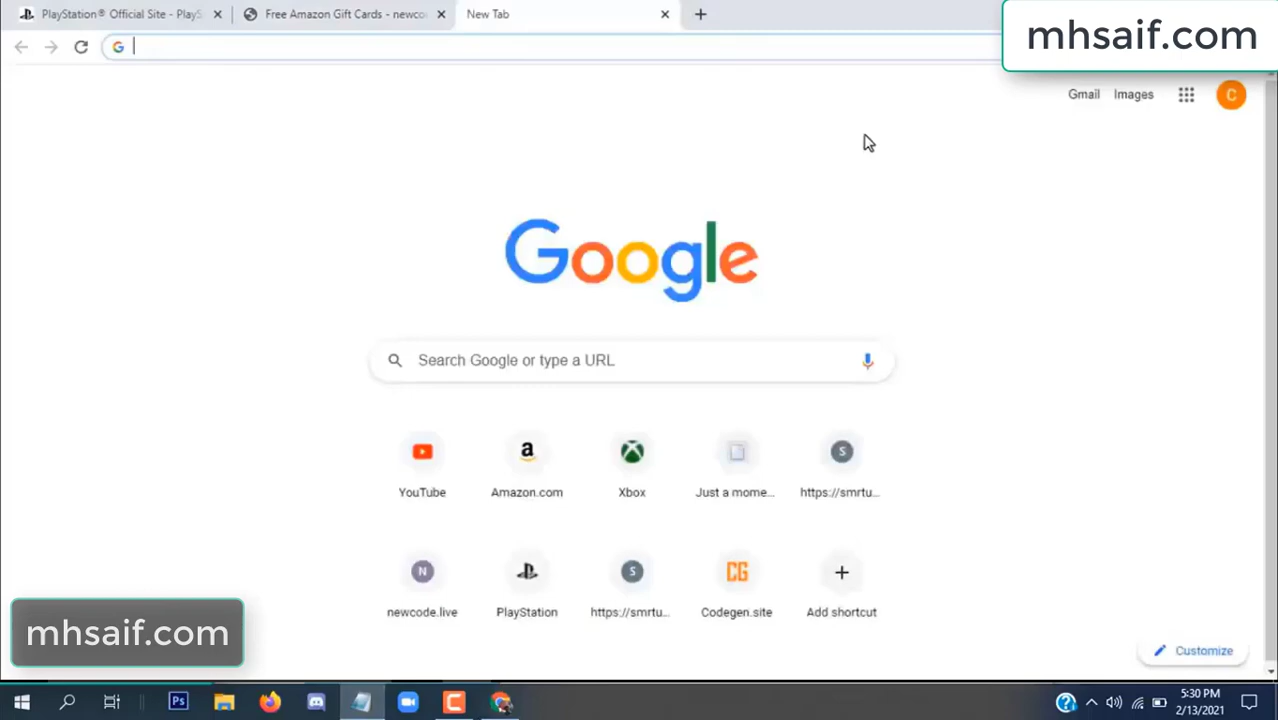 PlayStation® Official Site - PlayS
Free Amazon Gift Cards - newco
New Tab
mhsaif.com
Gmail
Images
C
Google
Search Google or type a URL
YouTube
a
Amazon.com
Xbox
Just a mome...
S
https://smrtu...
N
newcode.live
PlayStation
S
https://smrtu...
CG
Codegen.site
Add shortcut
mhsaif.com
Customize
Ps
5:30 PM
2/13/2021